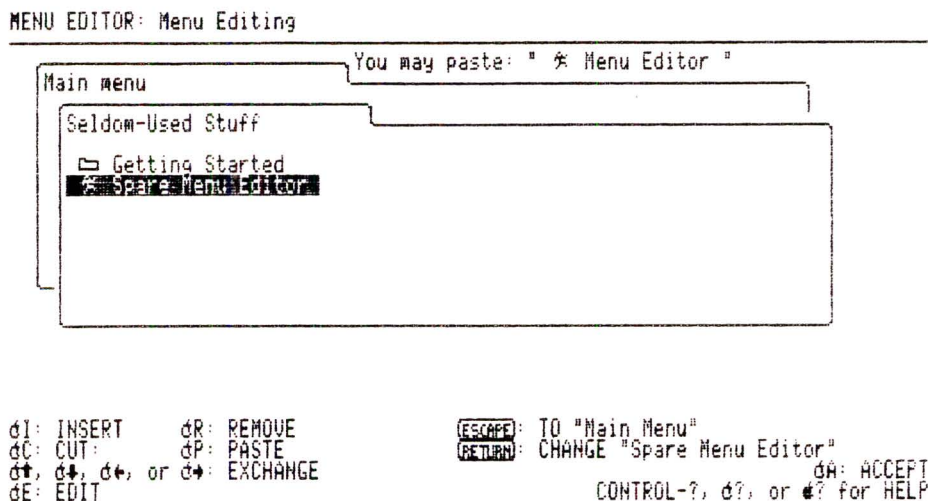 MENU EDITOR: Menu Editing
You may paste: " Menu Editor "
Main menu
Seldom-Used Stuff
Getting Started
Spare Menu Editor
I: INSERT R: REMOVE ESCAPE: TO "Main Menu"
C: CUT: P: PASTE RETURN: CHANGE "Spare Menu Editor"
↑, ↓, ←, or →: EXCHANGE A: ACCEPT
E: EDIT CONTROL-?, ?, or ? for HELP